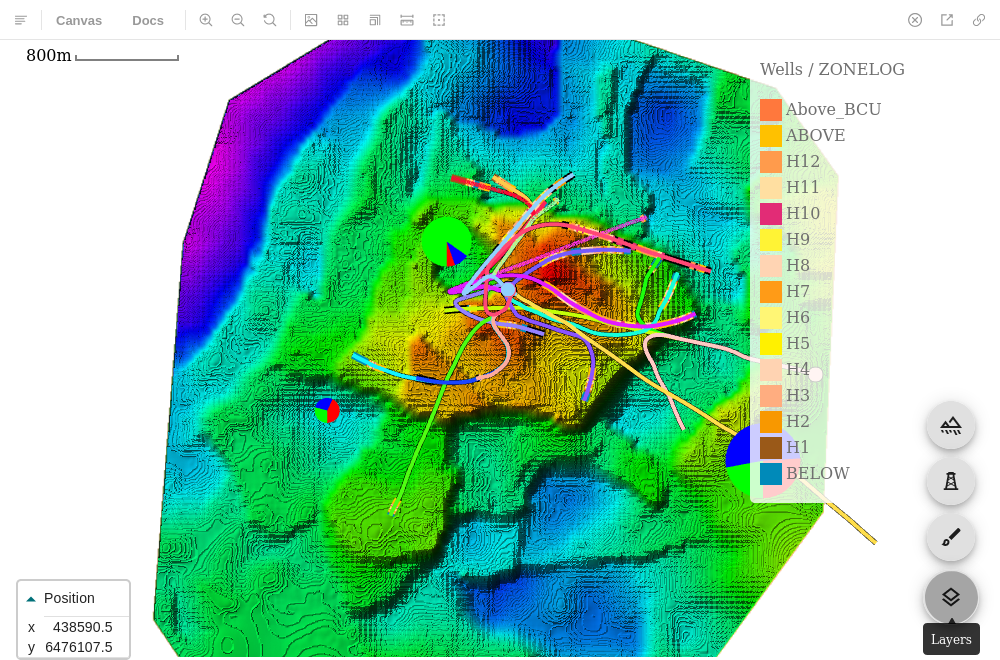 Canvas Docs
800m
Wells / ZONELOG
Above_BCU
ABOVE
H12
H11
H10
H9
H8
H7
H6
H5
H4
H3
H2
H1
BELOW
Position
x 438590.5
y 6476107.5
Layers